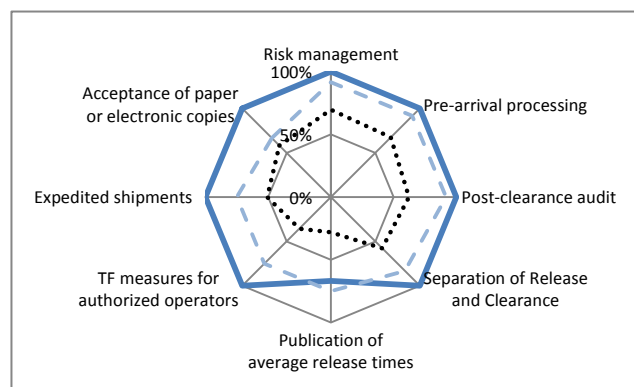 Risk management
100%
Acceptance of paper
or electronic copies
Pre-arrival processing
50%
Expedited shipments
0%
Post-clearance audit
TF measures for
authorized operators
Separation of Release
and Clearance
Publication of
average release times